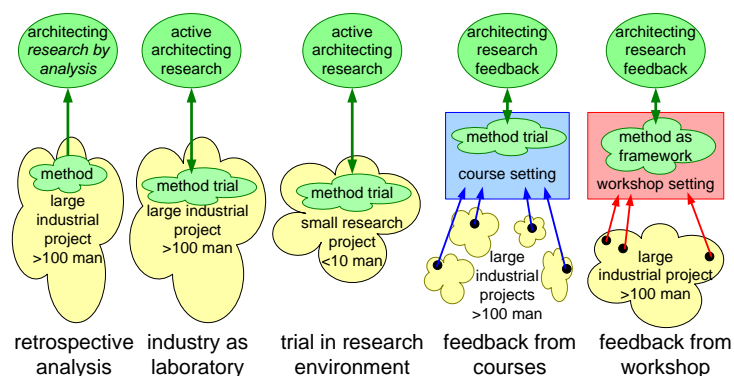 architecting
research by
analysis
method
large
industrial
project
>100 man
retrospective
analysis
active
architecting
research
method trial
large industrial
project
>100 man
industry as
laboratory
active
architecting
research
method trial
small research
project
<10 man
trial in research
environment
architecting
research
feedback
method trial
course setting
large
industrial
projects
>100 man
feedback from
courses
architecting
research
feedback
method as
framework
workshop setting
large
industrial project
>100 man
feedback from
workshop